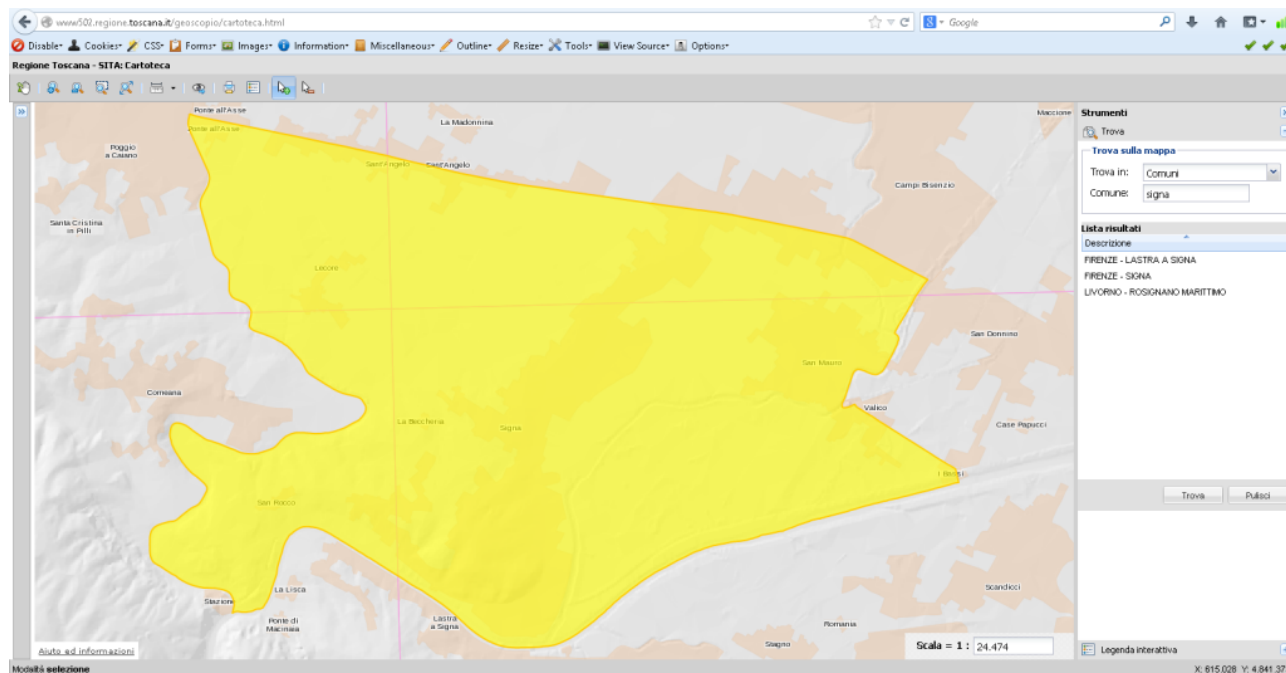 www502.regione.toscana.it/geoscopio/cartoteca.html
Google
Disable Cookies CSS Forms Images Information Miscellaneous Outline Resize Tools View Source Options
Regione Toscana - SITA: Cartoteca
Ponte all'Asse
Ponte all'Asse
La Madonnina
Maccione
Poggio
a Caiano
Sant'Angelo
Sant'Angelo
Campi Bisenzio
Santa Cristina
in Pilli
Lecore
San Donnino
San Mauro
Comeana
Valico
La Beccheria
Signa
Case Papucci
I Renai
San Rocco
La Lisca
Stazione
Scandicci
Ponte di
Macinaia
Lastra
a Signa
Romania
Stagno
Aiuto ed informazioni
Scala = 1 : 24.474
Strumenti
Trova
Trova sulla mappa
Trova in: Comuni
Comune: signa
Lista risultati
Descrizione
FIRENZE - LASTRA A SIGNA
FIRENZE - SIGNA
LIVORNO - ROSIGNANO MARITTIMO
Trova Pulisci
Legenda interattiva
Modalità selezione
X: 615.028 Y: 4.841.37